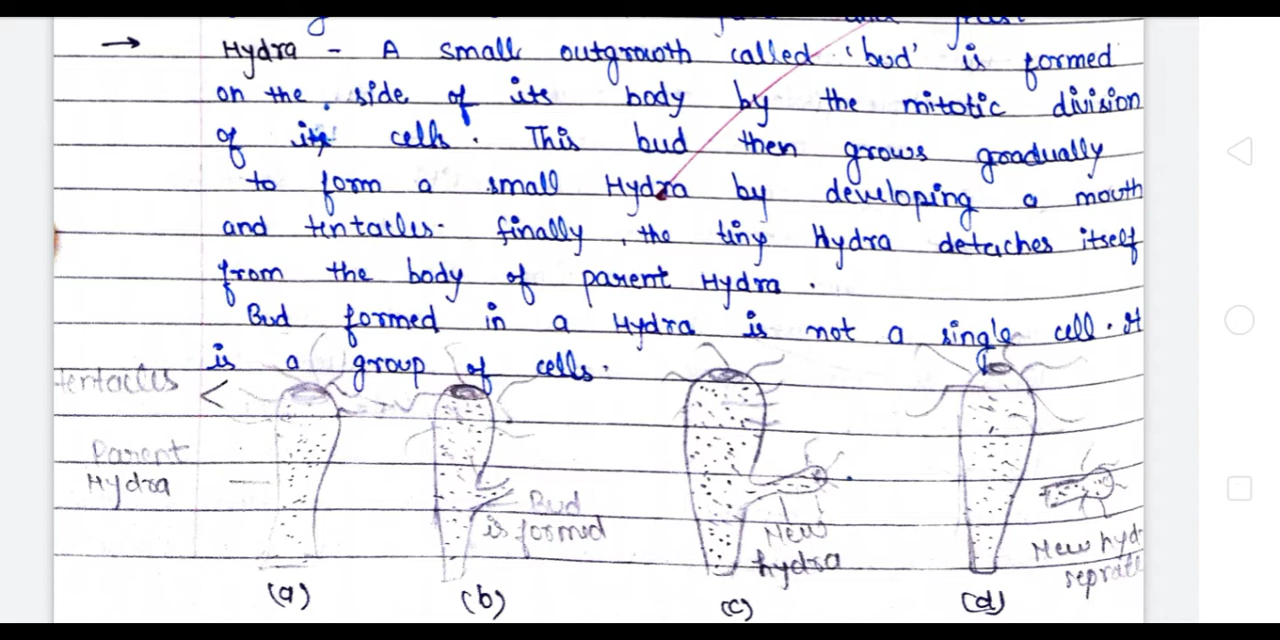 → Hydra - A small outgrowth called 'bud' is formed
on the side of its body by the mitotic division
of its cells. This bud then grows groadually
to form a small Hydra by developing a mouth
and tentacles. finally, the tiny Hydra detaches itself
from the body of parent Hydra.
Bud formed in a Hydra is not a single cell. It
is a group of cells.
tentacles
Parent
Hydra
Bud
is formed
New
hydra
New hyd
seprate
(a) (b) (c) (d)